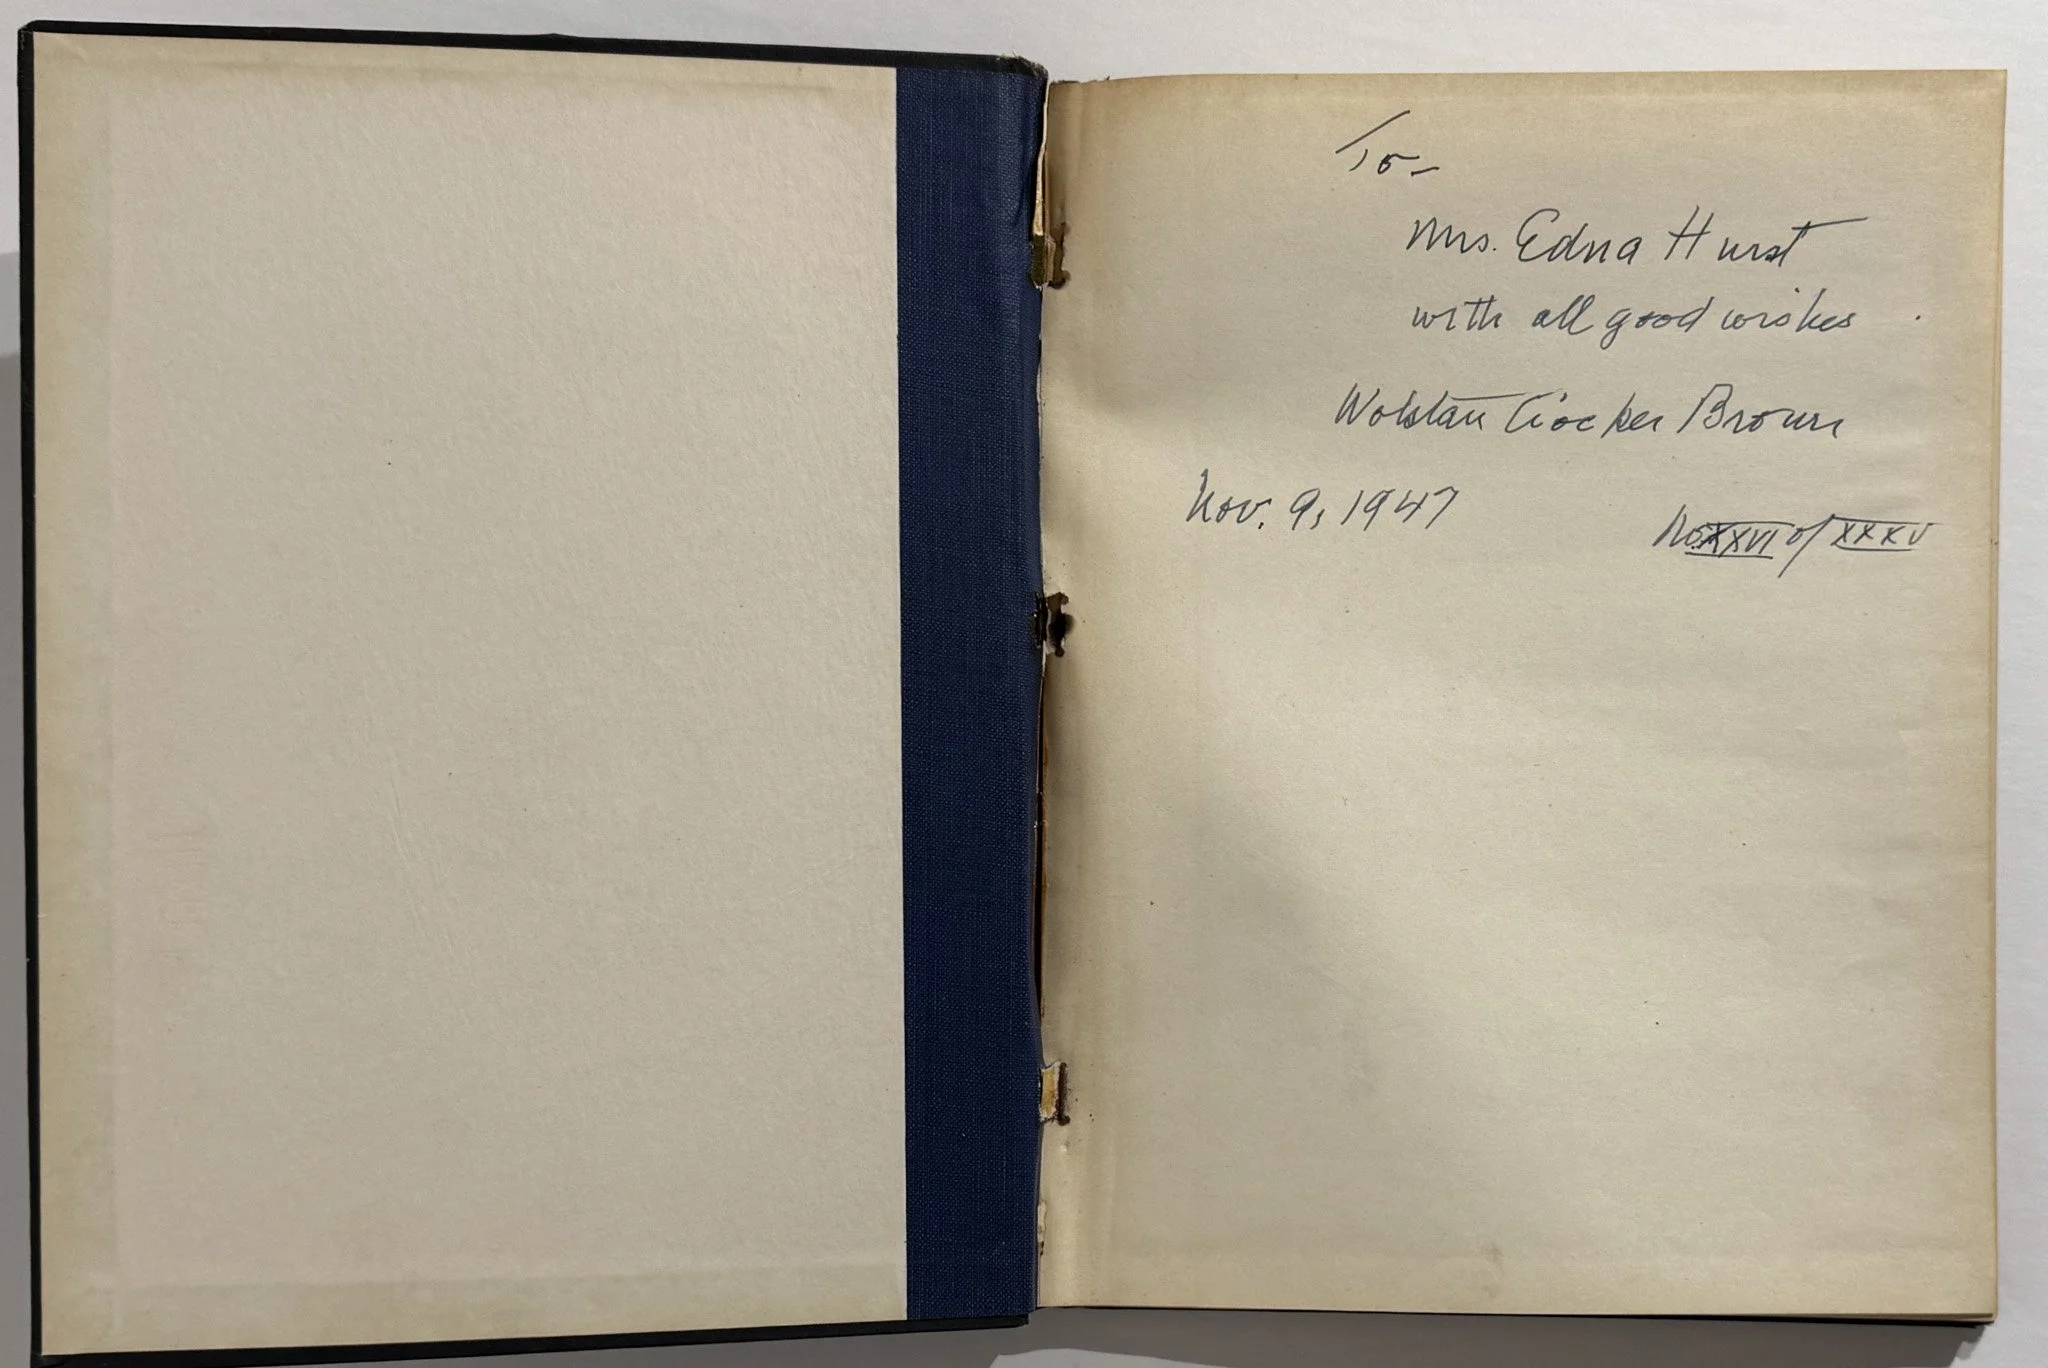 To-
Mrs. Edna Hurst
with all good wishes
Wolstan Crocker Brown
Nov. 9, 1947
No XXVI of XXXV